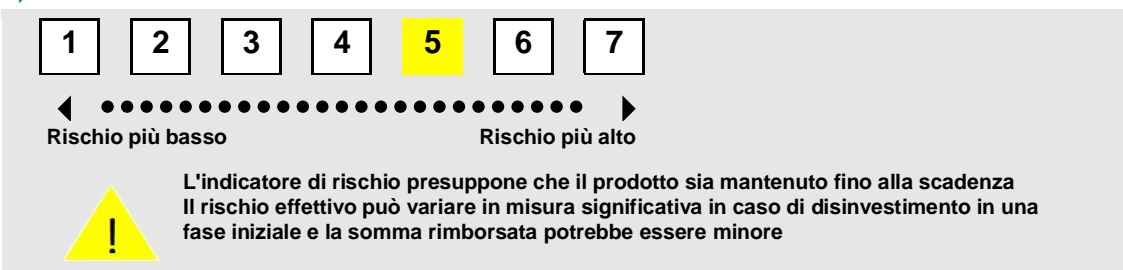 1 2 3 4 5 6 7
Rischio più basso Rischio più alto
L'indicatore di rischio presuppone che il prodotto sia mantenuto fino alla scadenza
Il rischio effettivo può variare in misura significativa in caso di disinvestimento in una
fase iniziale e la somma rimborsata potrebbe essere minore
!